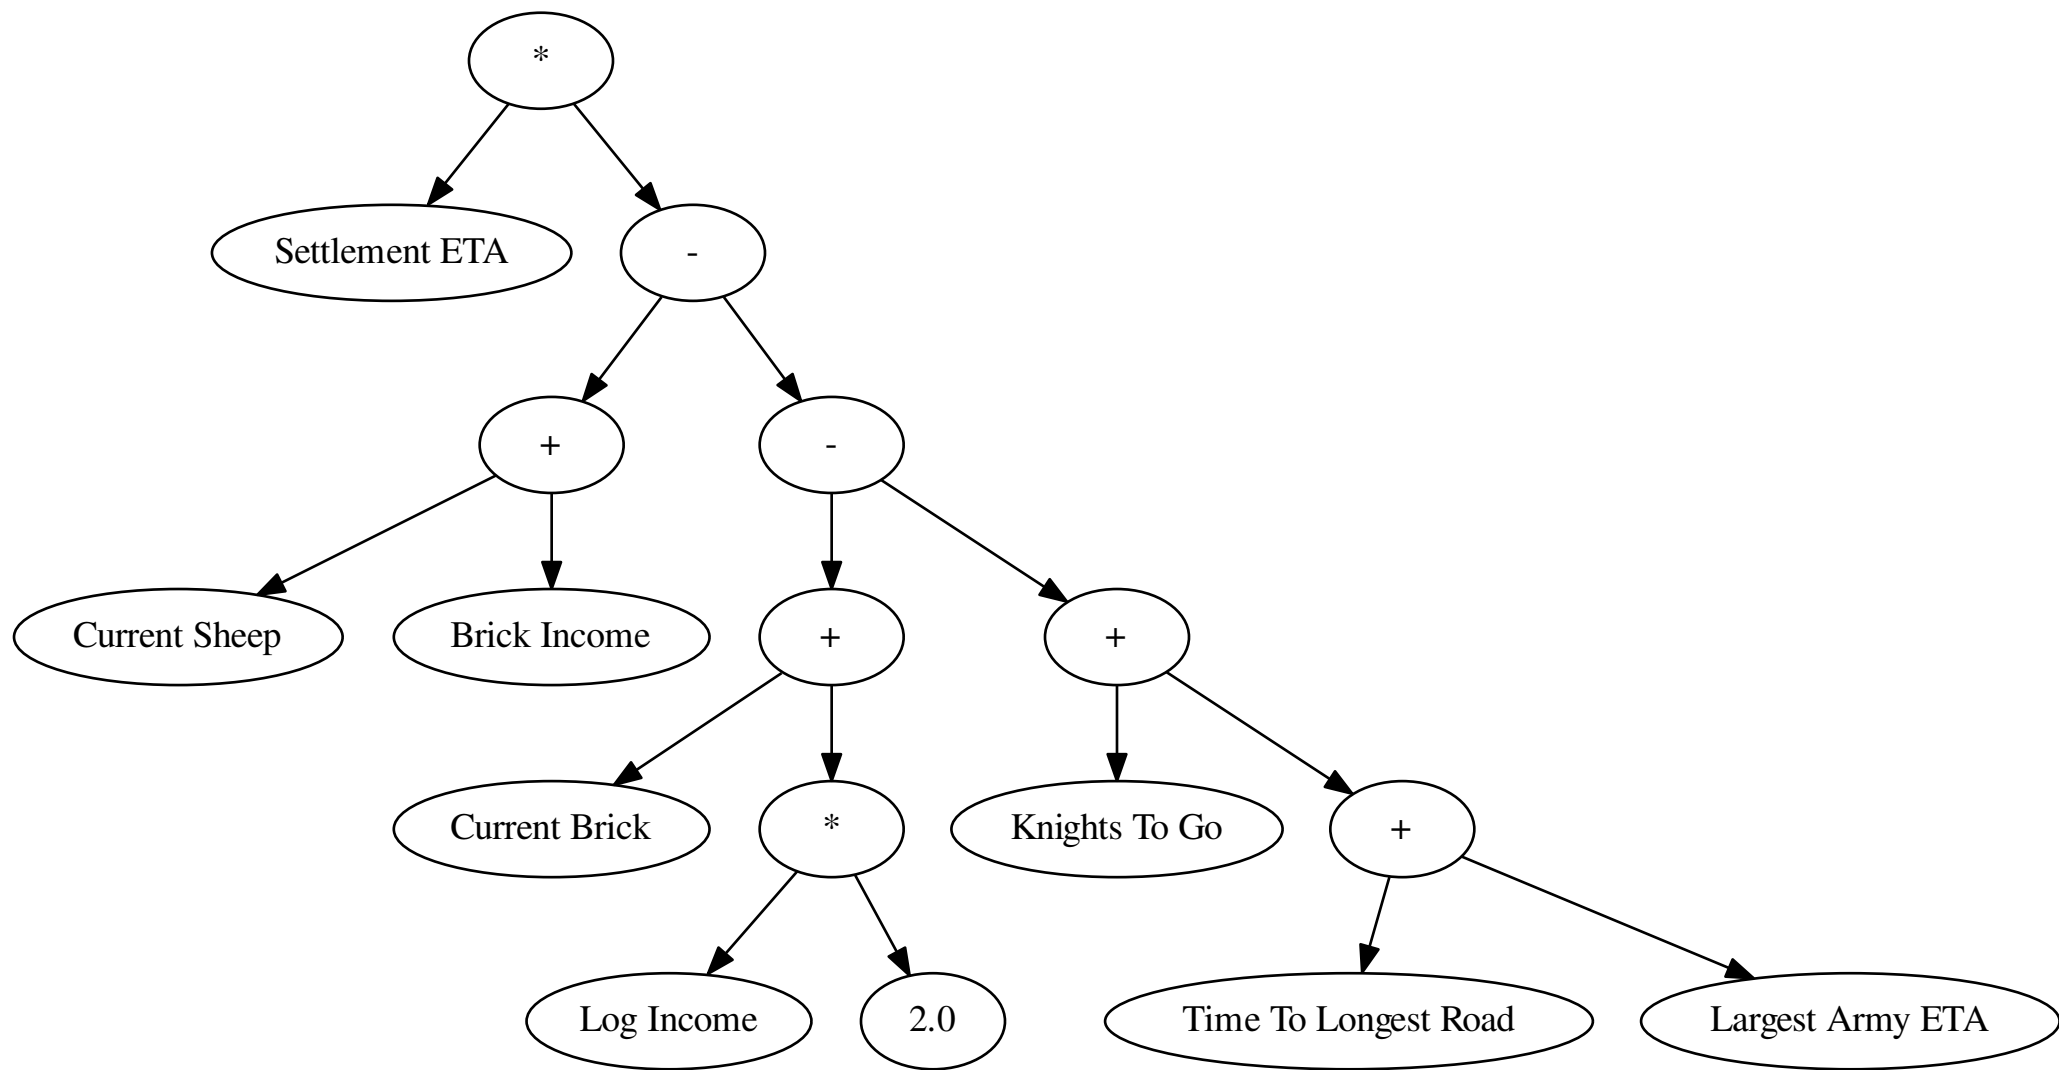 *
Settlement ETA
-
+
-
Current Sheep
Brick Income
+
+
Current Brick
*
Knights To Go
+
Log Income
2.0
Time To Longest Road
Largest Army ETA